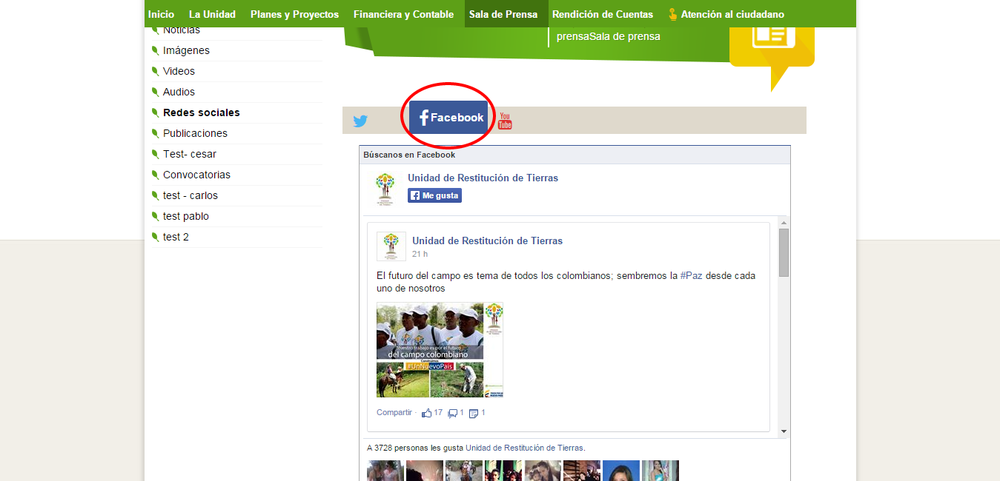 Inicio La Unidad Planes y Proyectos Financiera y Contable Sala de Prensa Rendición de Cuentas Atención al ciudadano
Noticias
Imágenes
Videos
Audios
Redes sociales
Publicaciones
Test- cesar
Convocatorias
test - carlos
test pablo
test 2
prensaSala de prensa
Facebook
You
Tube
Búscanos en Facebook
Unidad de Restitución de Tierras
Me gusta
Unidad de Restitución de Tierras
21 h
El futuro del campo es tema de todos los colombianos; sembremos la #Paz desde cada
uno de nosotros
Nuestro trabajo es por el futuro
del campo colombiano
Construimos
#UnNuevoPaís
Compartir · 17 1 1
A 3728 personas les gusta Unidad de Restitución de Tierras.